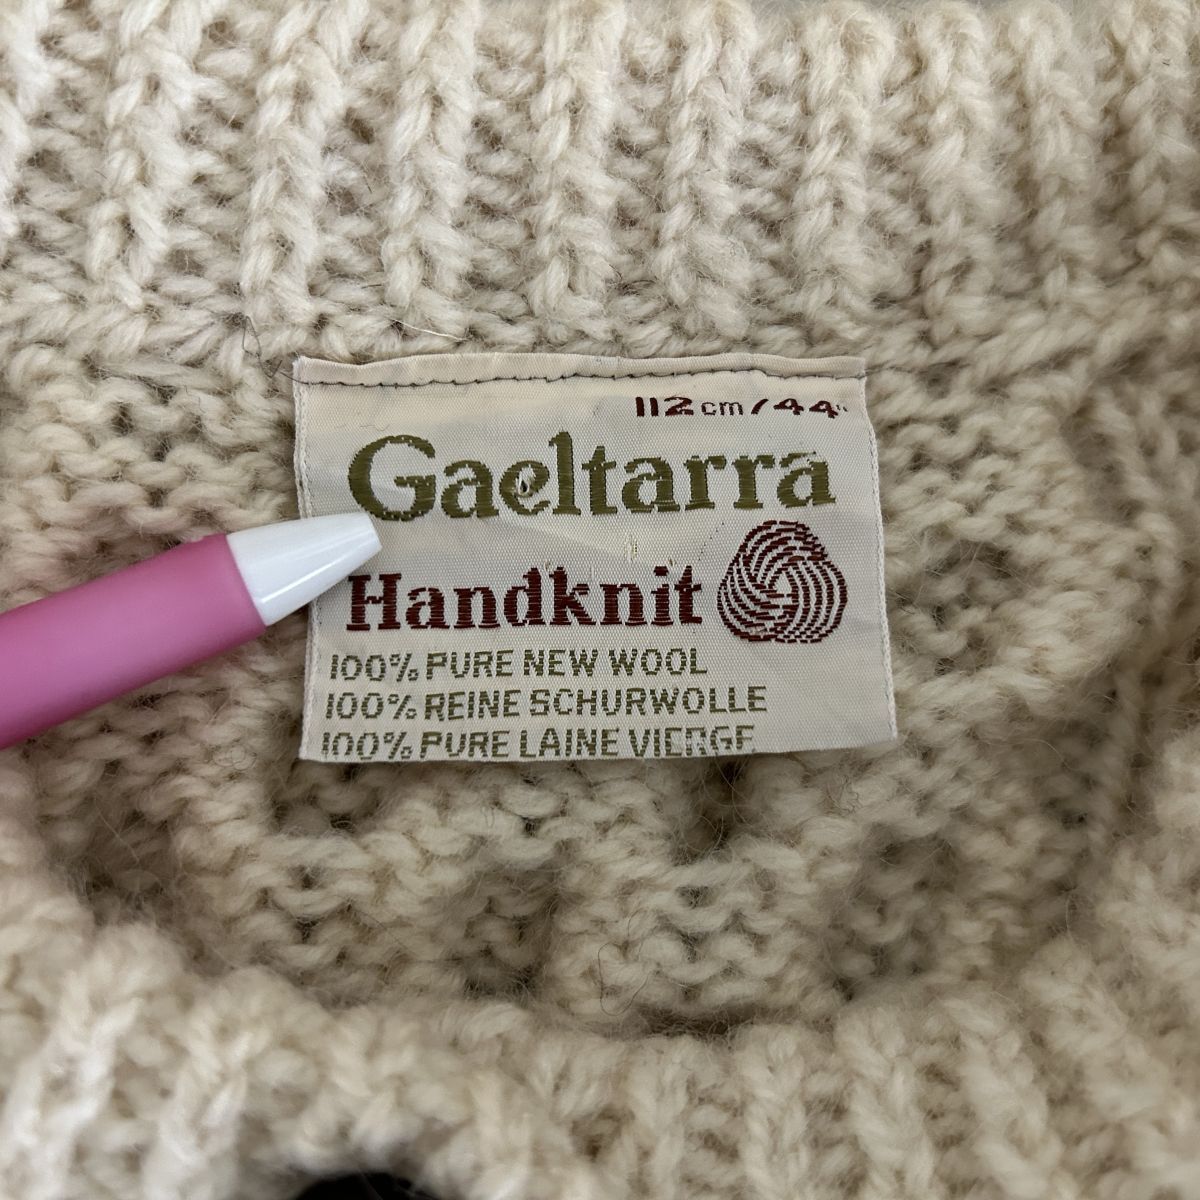 112cm/44"
Gaeltarra
Handknit
100% PURE NEW WOOL
100% REINE SCHURWOLLE
100% PURE LAINE VIERGE